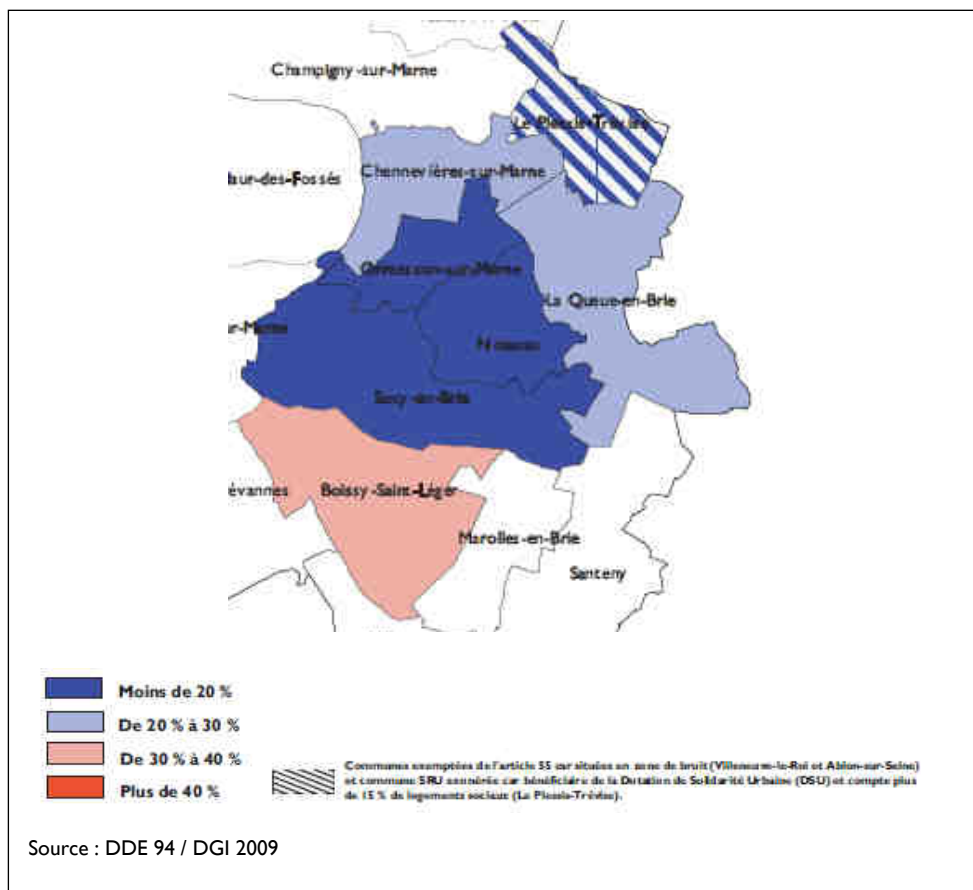 Champigny-sur-Marne
Le Plessis-Trévise
Chennevières-sur-Marne
Maur-des-Fossés
Ormesson-sur-Marne
La Queue-en-Brie
ur-Marne
Noiseau
Sucy-en-Brie
évannes
Boissy-Saint-Léger
Marolles-en-Brie
Santeny
Moins de 20 %
De 20 % à 30 %
De 30 % à 40 %
Plus de 40 %
Communes exemptées de l'article 55 car situées en zone de bruit (Villeneuve-le-Roi et Ablon-sur-Seine)
et commune SRU exonérée car bénéficiaire de la Dotation de Solidarité Urbaine (DSU) et compte plus
de 15 % de logements sociaux (Le Plessis-Trévise).
Source : DDE 94 / DGI 2009